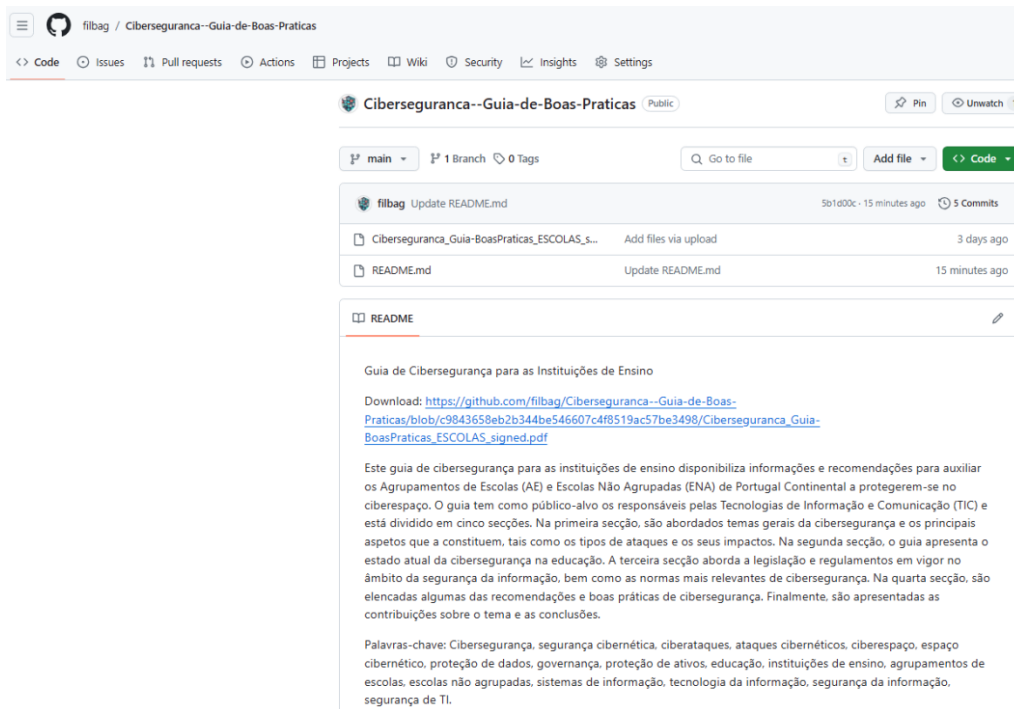 filbag / Ciberseguranca--Guia-de-Boas-Praticas
Code Issues Pull requests Actions Projects Wiki Security Insights Settings
Ciberseguranca--Guia-de-Boas-Praticas Public Pin Unwatch 1
main 1 Branch 0 Tags Go to file t Add file Code
filbag Update README.md 5b1d00c · 15 minutes ago 5 Commits
Ciberseguranca_Guia-BoasPraticas_ESCOLAS_s... Add files via upload 3 days ago
README.md Update README.md 15 minutes ago
README
Guia de Cibersegurança para as Instituições de Ensino
Download: https://github.com/filbag/Ciberseguranca--Guia-de-Boas-
Praticas/blob/c9843658eb2b344be546607c4f8519ac57be3498/Ciberseguranca_Guia-
BoasPraticas_ESCOLAS_signed.pdf
Este guia de cibersegurança para as instituições de ensino disponibiliza informações e recomendações para auxiliar
os Agrupamentos de Escolas (AE) e Escolas Não Agrupadas (ENA) de Portugal Continental a protegerem-se no
ciberespaço. O guia tem como público-alvo os responsáveis pelas Tecnologias de Informação e Comunicação (TIC) e
está dividido em cinco secções. Na primeira secção, são abordados temas gerais da cibersegurança e os principais
aspetos que a constituem, tais como os tipos de ataques e os seus impactos. Na segunda secção, o guia apresenta o
estado atual da cibersegurança na educação. A terceira secção aborda a legislação e regulamentos em vigor no
âmbito da segurança da informação, bem como as normas mais relevantes de cibersegurança. Na quarta secção, são
elencadas algumas das recomendações e boas práticas de cibersegurança. Finalmente, são apresentadas as
contribuições sobre o tema e as conclusões.
Palavras-chave: Cibersegurança, segurança cibernética, ciberataques, ataques cibernéticos, ciberespaço, espaço
cibernético, proteção de dados, governança, proteção de ativos, educação, instituições de ensino, agrupamentos de
escolas, escolas não agrupadas, sistemas de informação, tecnologia da informação, segurança da informação,
segurança de TI.